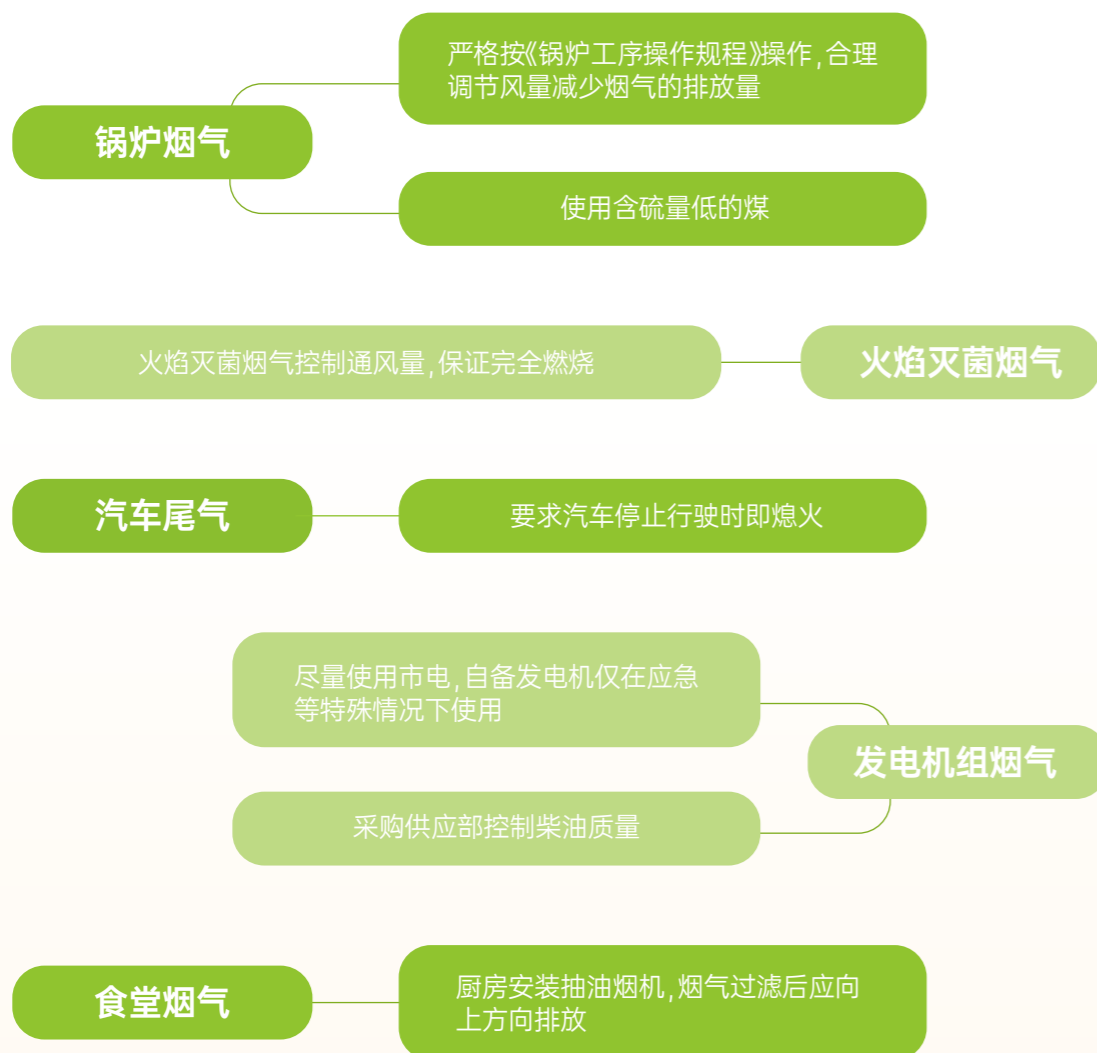 严格按《锅炉工序操作规程》操作,合理
调节风量减少烟气的排放量
锅炉烟气
使用含硫量低的煤
火焰灭菌烟气控制通风量,保证完全燃烧
火焰灭菌烟气
汽车尾气
要求汽车停止行驶时即熄火
尽量使用市电,自备发电机仅在应急
等特殊情况下使用
发电机组烟气
采购供应部控制柴油质量
食堂烟气
厨房安装抽油烟机,烟气过滤后应向
上方向排放